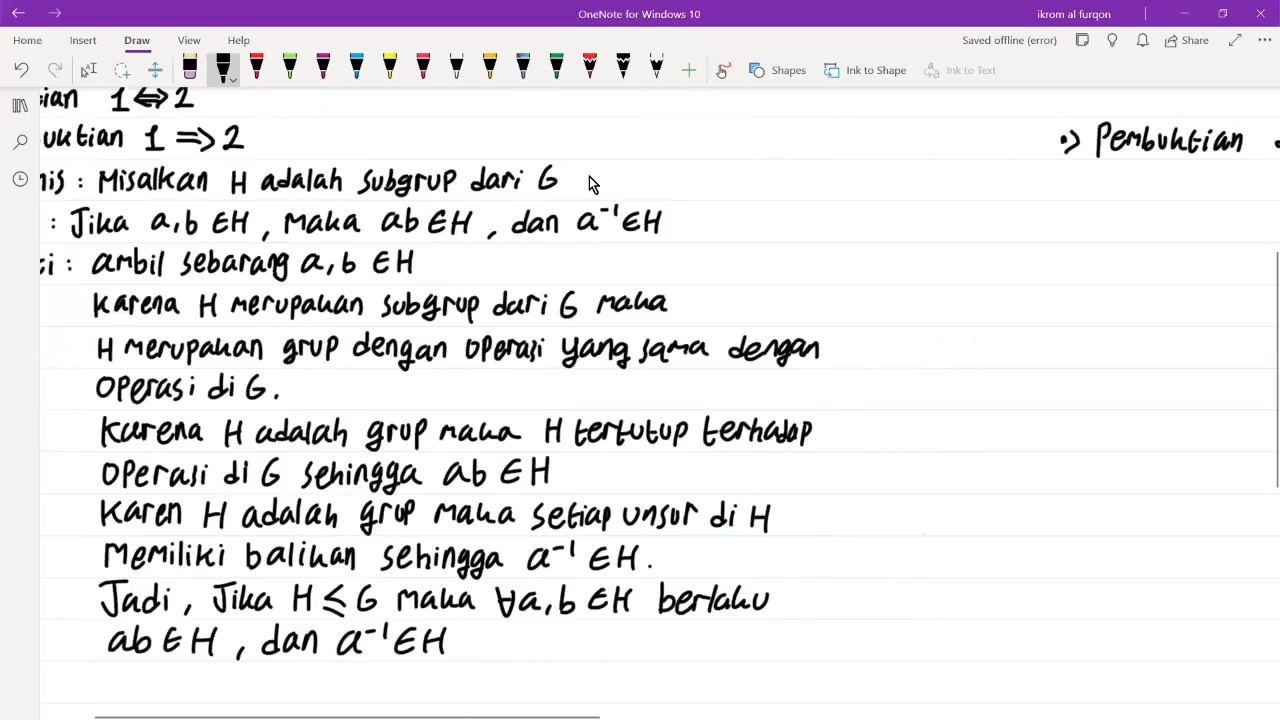 OneNote for Windows 10
ikrom al furqon
Home Insert Draw View Help
Saved offline (error)
Share
Shapes
Ink to Shape
Ink to Text
ian 1 ⇔ 2
uktian 1 => 2
Pembuktian
nis : Misalkan H adalah subgrup dari G
: Jika a,b ∈H, maka ab ∈H, dan a⁻¹ ∈H
ti : ambil sebarang a,b ∈H
Karena H merupakan subgrup dari G maka
H merupakan grup dengan operasi yang sama dengan
operasi di G.
Karena H adalah grup maka H tertutup terhadap
operasi di G sehingga ab ∈ H
Karen H adalah grup maka setiap unsur di H
Memiliki balikan sehingga a⁻¹ ∈H.
Jadi, Jika H ≤ G maka ∀a,b ∈H berlaku
ab ∈ H, dan a⁻¹ ∈H